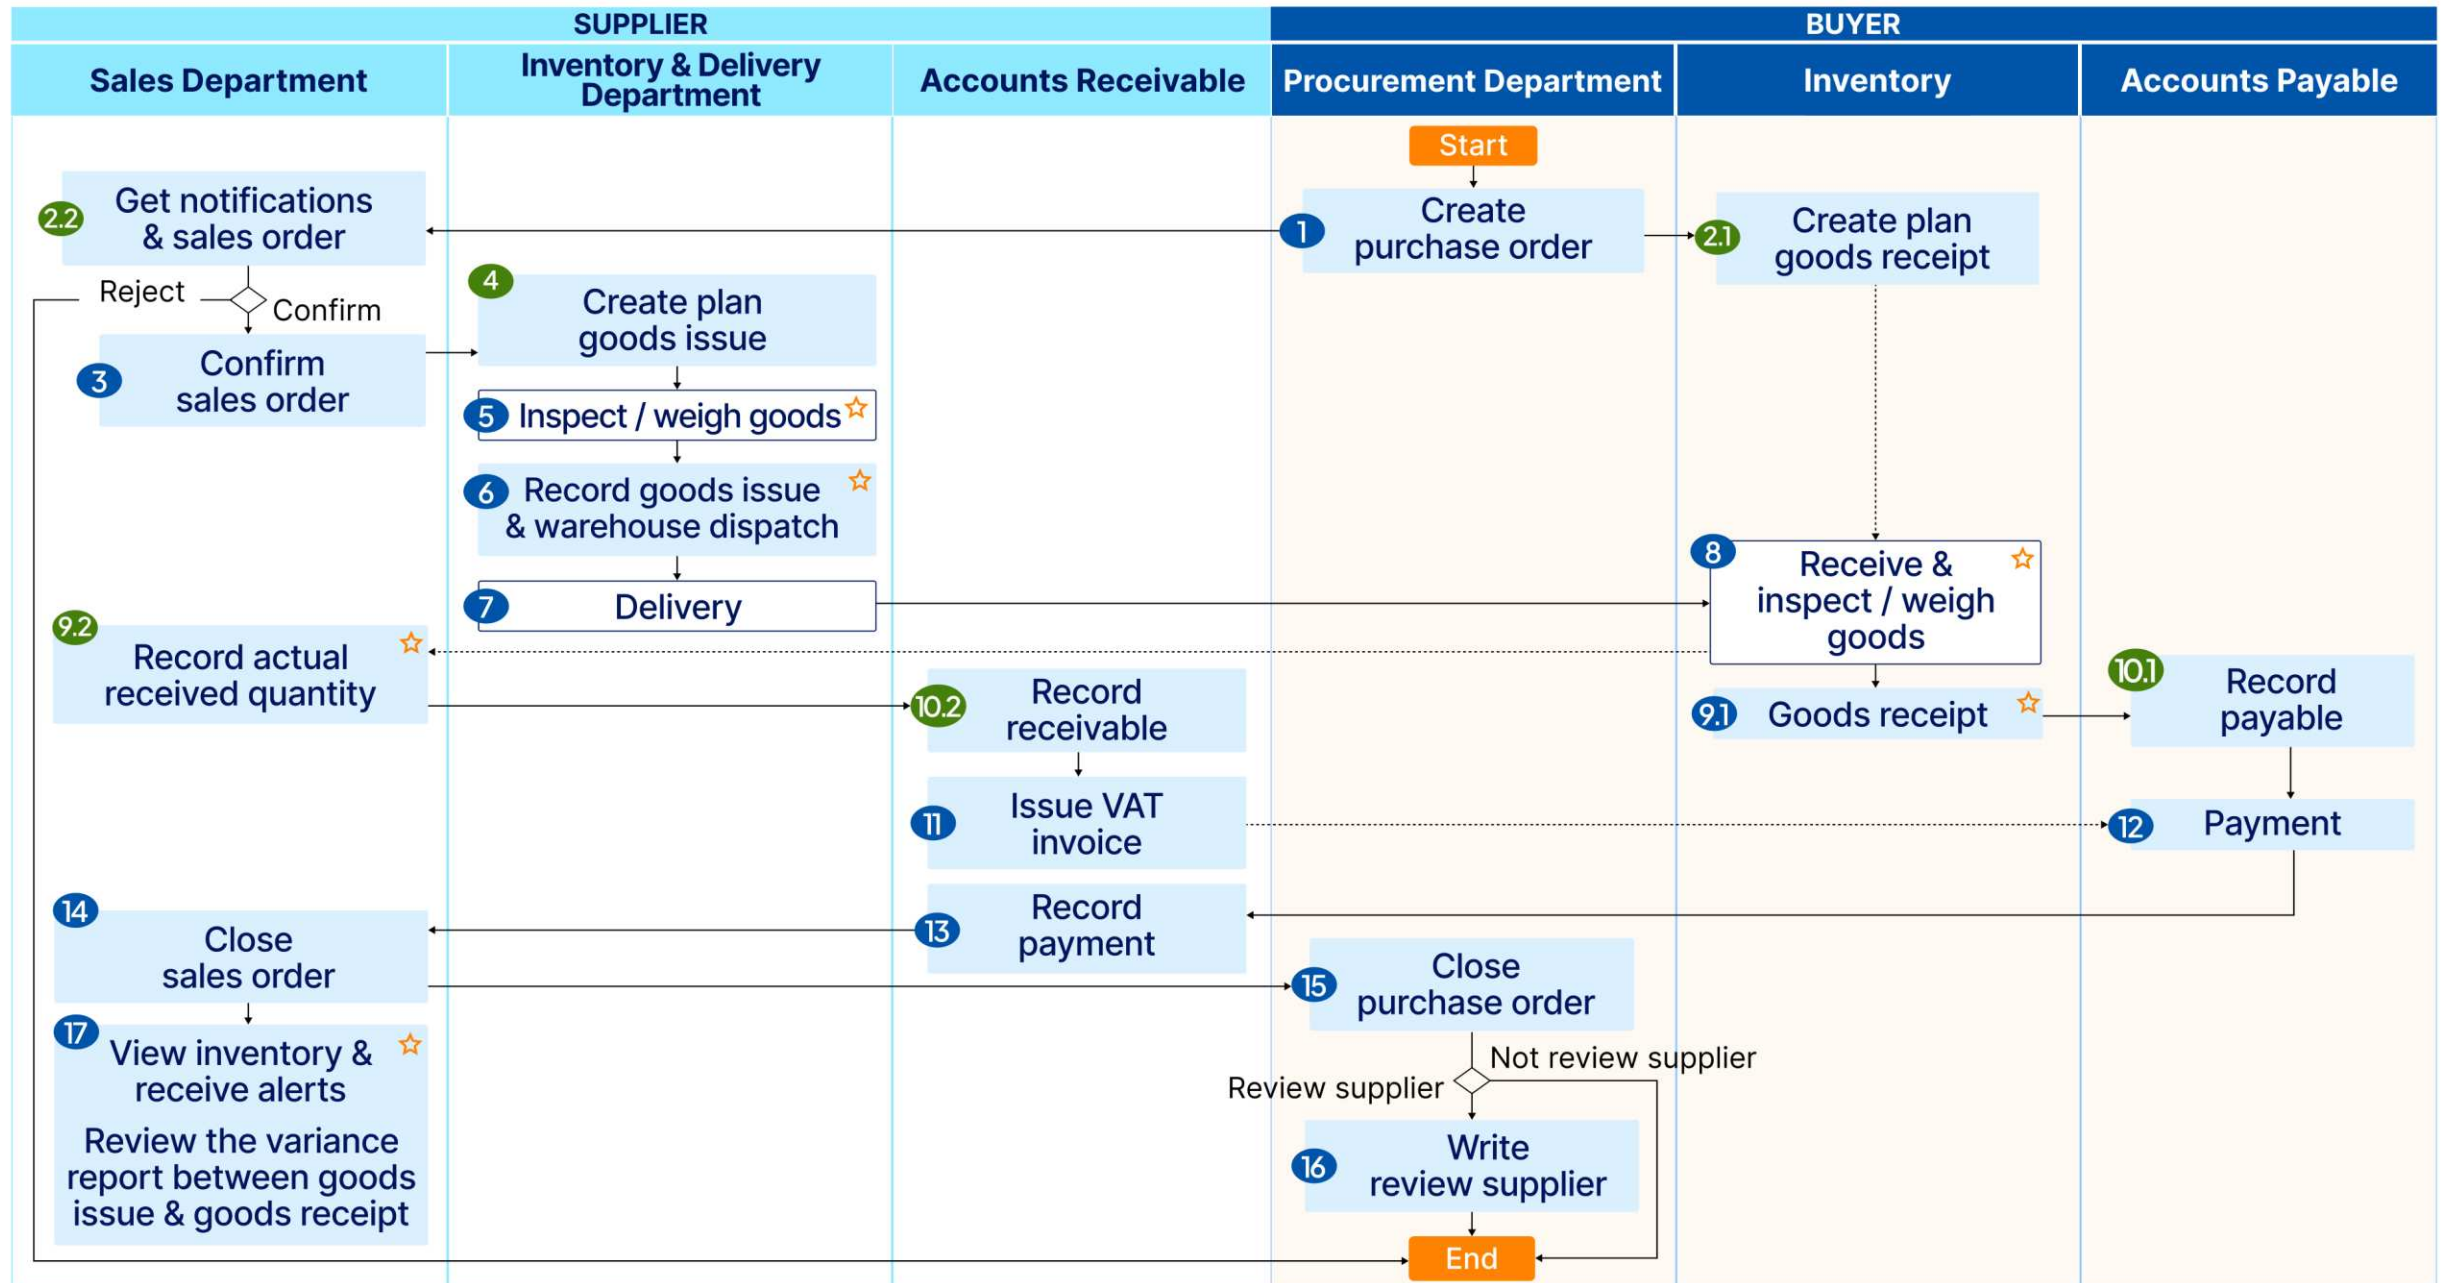 SUPPLIER
BUYER
Sales Department
Inventory & Delivery
Department
Accounts Receivable
Procurement Department
Inventory
Accounts Payable
Start
2.2
Get notifications
& sales order
1
Create
purchase order
2.1
Create plan
goods receipt
Reject
Confirm
4
Create plan
goods issue
3
Confirm
sales order
5
Inspect / weigh goods
6
Record goods issue
& warehouse dispatch
7
Delivery
8
Receive &
inspect / weigh
goods
9.2
Record actual
received quantity
10.2
Record
receivable
9.1
Goods receipt
10.1
Record
payable
11
Issue VAT
invoice
12
Payment
13
Record
payment
14
Close
sales order
15
Close
purchase order
17
View inventory &
receive alerts
Review the variance
report between goods
issue & goods receipt
Not review supplier
Review supplier
16
Write
review supplier
End